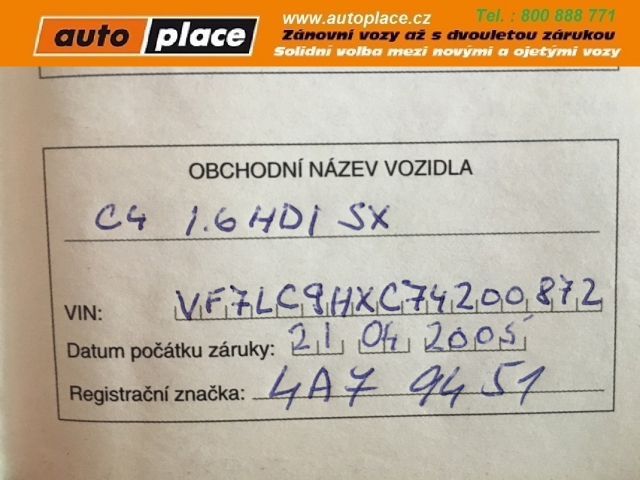 auto place
www.autoplace.cz
Tel. : 800 888 771
Zánovní vozy až s dvouletou zárukou
Solidní volba mezi novými a ojetými vozy
OBCHODNÍ NÁZEV VOZIDLA
C4 1.6 HDI SX
VIN: VF7LC9HXC74200872
Datum počátku záruky: 21 04 2005
Registrační značka: 4A7 9451